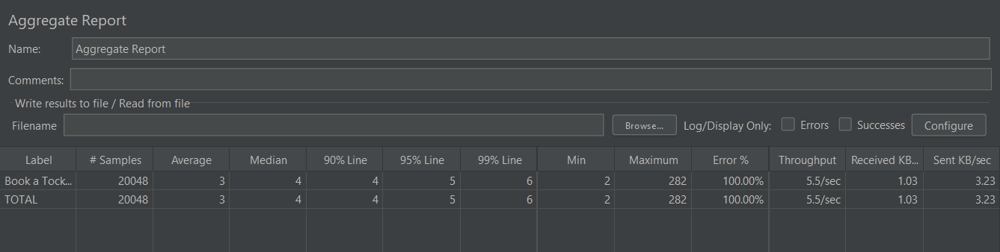 Aggregate Report
Name: Aggregate Report
Comments:
Write results to file / Read from file
Filename Browse... Log/Display Only: Errors Successes Configure
Label # Samples Average Median 90% Line 95% Line 99% Line Min Maximum Error % Throughput Received KB... Sent KB/sec
Book a Tock... 20048 3 4 4 5 6 2 282 100.00% 5.5/sec 1.03 3.23
TOTAL 20048 3 4 4 5 6 2 282 100.00% 5.5/sec 1.03 3.23